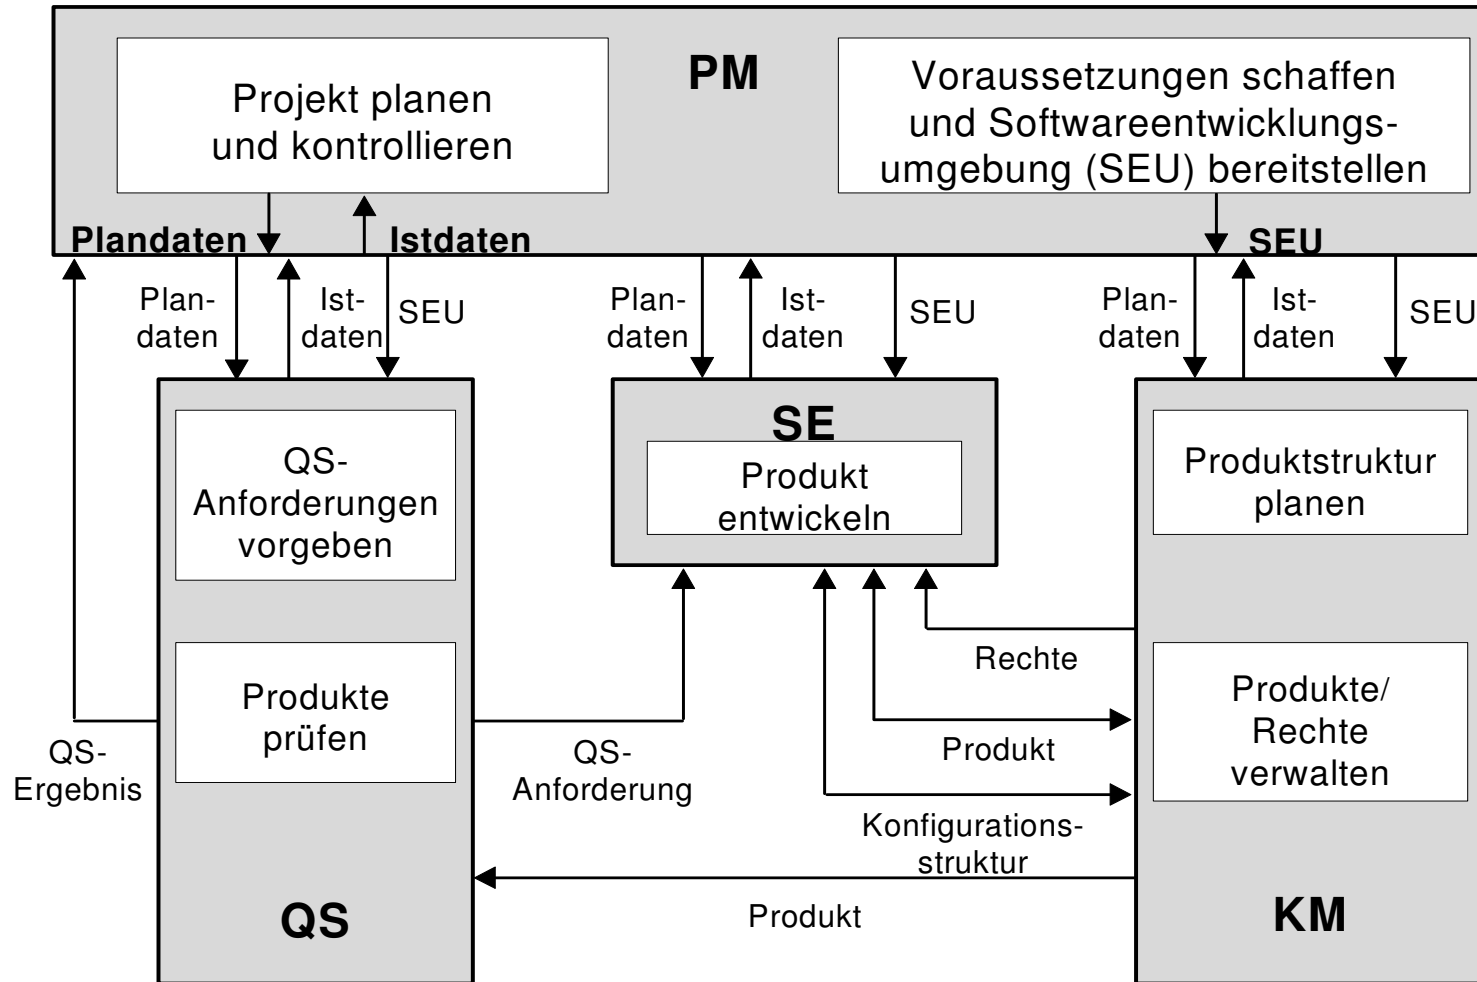 PM
Projekt planen
und kontrollieren
Voraussetzungen schaffen
und Softwareentwicklungs-
umgebung (SEU) bereitstellen
Plandaten
Istdaten
SEU
Plan-
daten
Ist-
daten
SEU
Plan-
daten
Ist-
daten
SEU
Plan-
daten
Ist-
daten
SEU
QS-
Anforderungen
vorgeben
SE
Produkt
entwickeln
Produktstruktur
planen
Produkte
prüfen
Rechte
Produkte/
Rechte
verwalten
QS-
Ergebnis
QS-
Anforderung
Produkt
Konfigurations-
struktur
QS
Produkt
KM